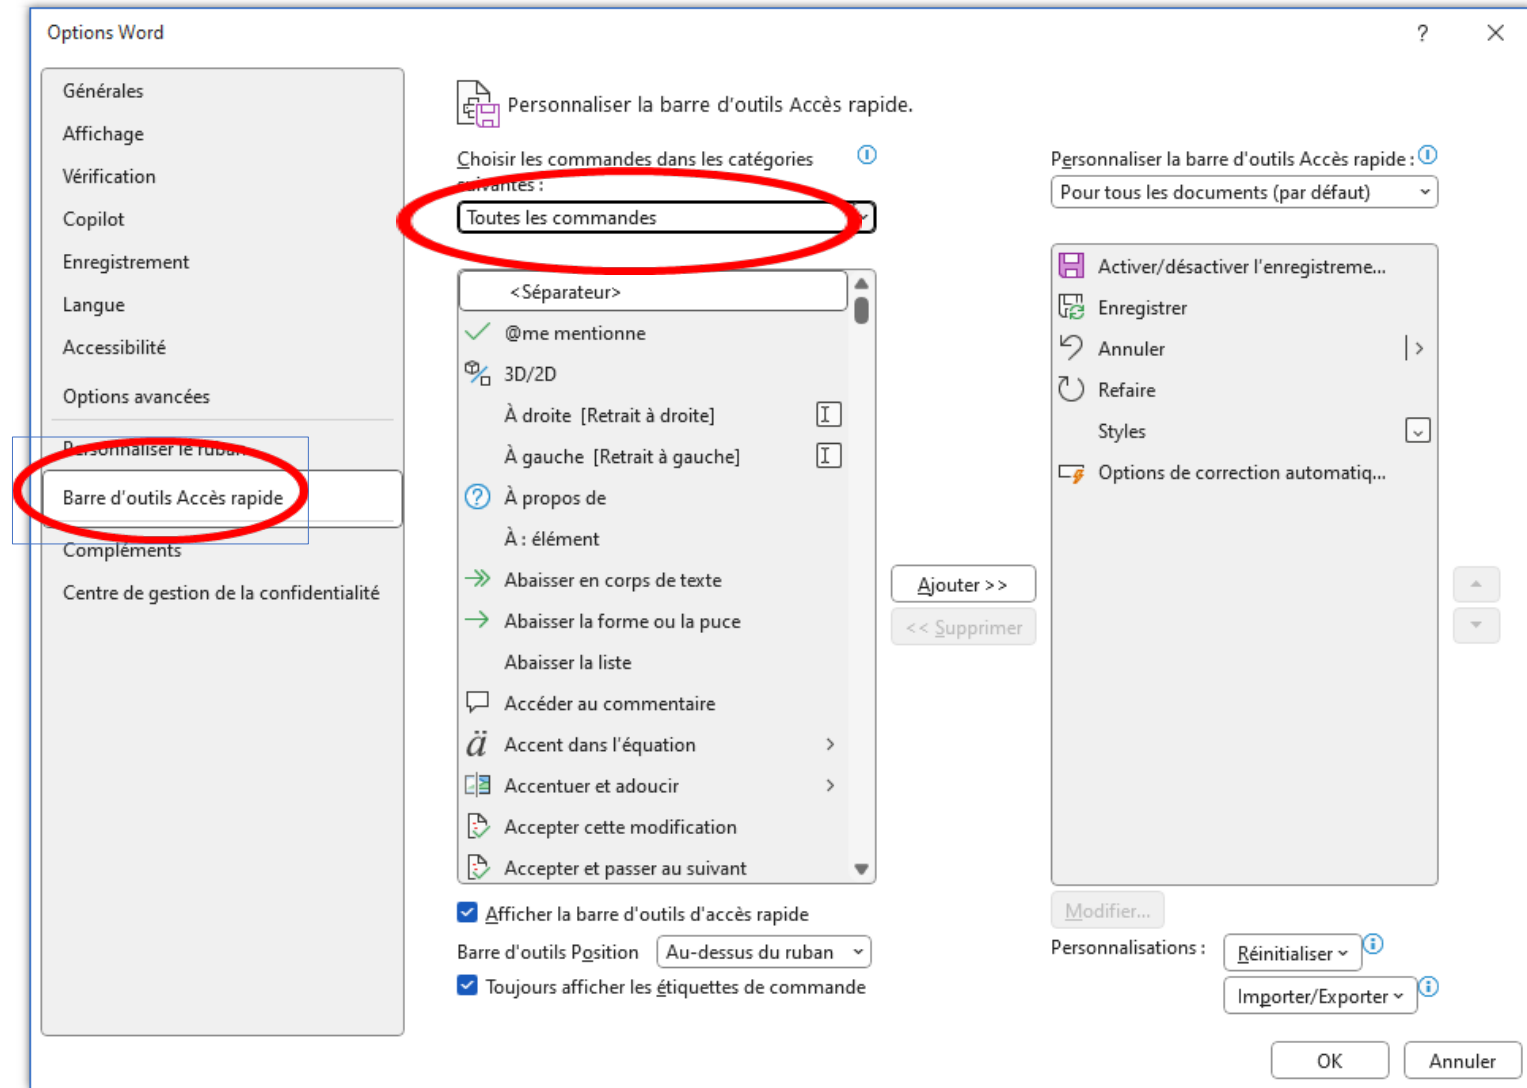 Options Word
?
Générales
Affichage
Vérification
Copilot
Enregistrement
Langue
Accessibilité
Options avancées
Personnaliser le ruban
Barre d'outils Accès rapide
Compléments
Centre de gestion de la confidentialité
Personnaliser la barre d'outils Accès rapide.
Choisir les commandes dans les catégories
suivantes :
Toutes les commandes
<Séparateur>
@me mentionne
3D/2D
À droite [Retrait à droite]
À gauche [Retrait à gauche]
À propos de
À : élément
Abaisser en corps de texte
Abaisser la forme ou la puce
Abaisser la liste
Accéder au commentaire
ä Accent dans l'équation
Accentuer et adoucir
Accepter cette modification
Accepter et passer au suivant
Afficher la barre d'outils d'accès rapide
Barre d'outils Position Au-dessus du ruban
Toujours afficher les étiquettes de commande
Ajouter >>
<< Supprimer
Personnaliser la barre d'outils Accès rapide :
Pour tous les documents (par défaut)
Activer/désactiver l'enregistreme...
Enregistrer
Annuler
Refaire
Styles
Options de correction automatiq...
Modifier...
Personnalisations : Réinitialiser
Importer/Exporter
OK
Annuler